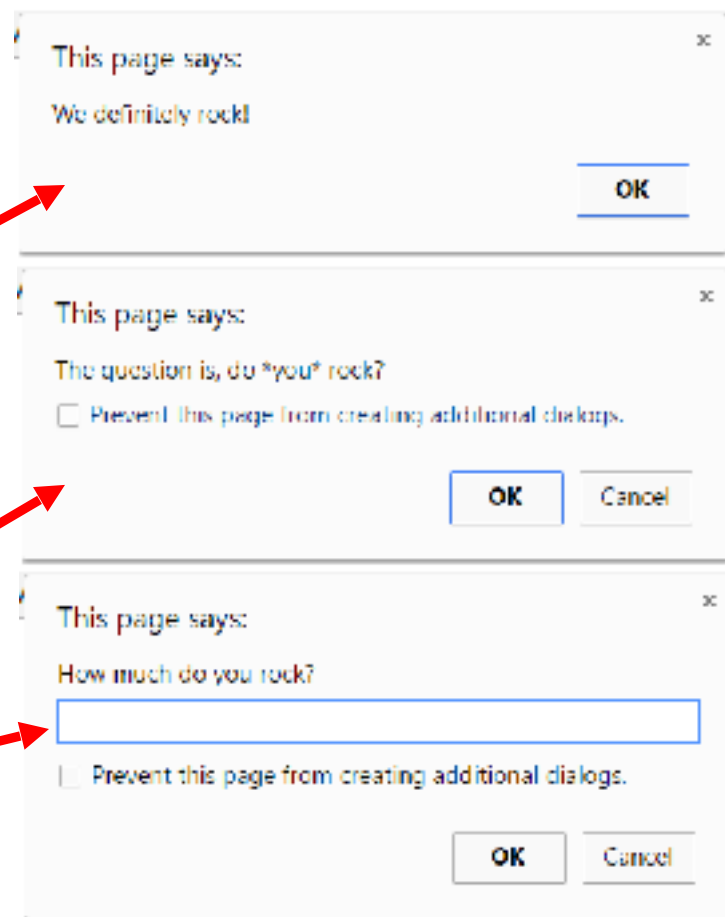 This page says:
We definitely rock!
OK
This page says:
The question is, do *you* rock?
Prevent this page from creating additional dialogs.
OK Cancel
This page says:
How much do you rock?
Prevent this page from creating additional dialogs.
OK Cancel